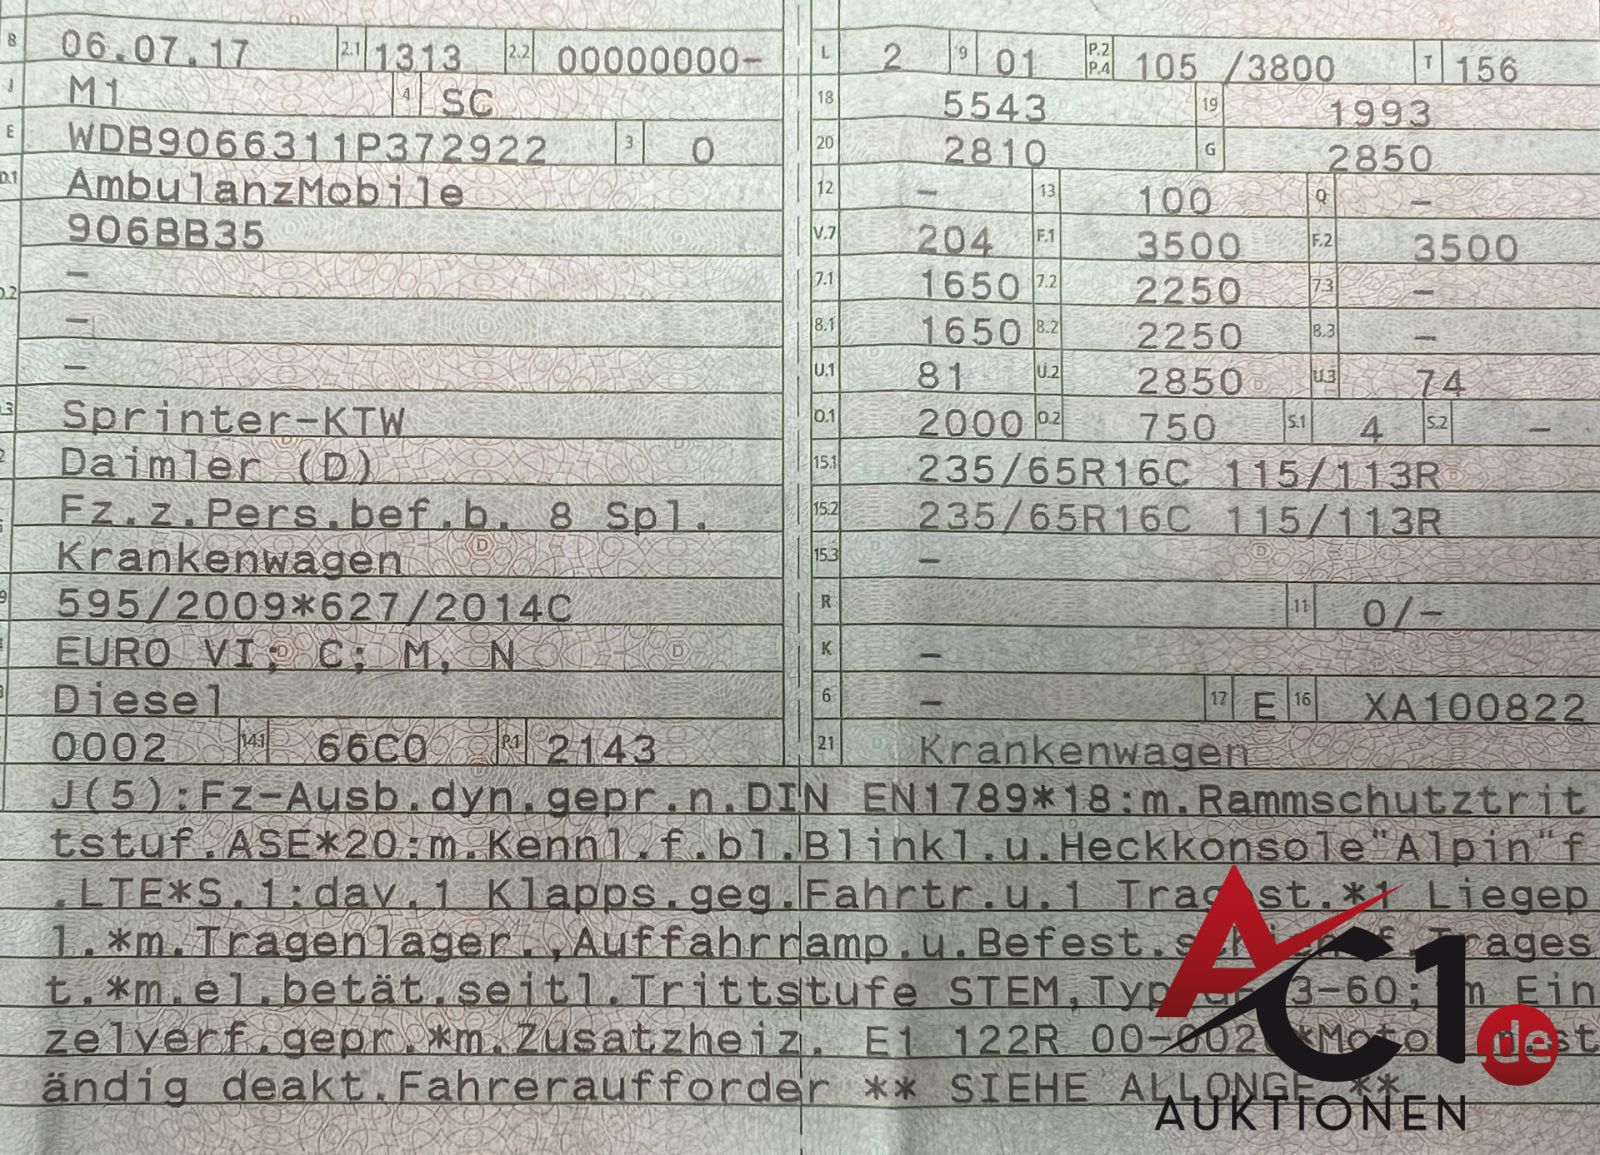 B 06.07.17 2.1 1313 2.2 00000000-
J M1 4 SC
E WDB9066311P372922 3 0
D.1 AmbulanzMobile
906BB35
-
D.2 -
-
D.3 Sprinter-KTW
2 Daimler (D)
5 Fz.z.Pers.bef.b. 8 Spl.
Krankenwagen
9 595/2009*627/2014C
EURO VI; C; M, N
Diesel
0002 14.1 66C0 P.1 2143
L 2 9 01 P.2 P.4 105 /3800 T 156
18 5543 19 1993
20 2810 G 2850
12 - 13 100 Q -
V.7 204 F.1 3500 F.2 3500
7.1 1650 7.2 2250 7.3 -
8.1 1650 8.2 2250 8.3 -
U.1 81 U.2 2850 U.3 74
O.1 2000 O.2 750 S.1 4 S.2 -
15.1 235/65R16C 115/113R
15.2 235/65R16C 115/113R
15.3 -
R 11 0/-
K -
6 - 17 E 16 XA100822
21 Krankenwagen
J(5):Fz-Ausb.dyn.gepr.n.DIN EN1789*18:m.Rammschutztrit
tstuf.ASE*20:m.Kennl.f.bl.Blinkl.u.Heckkonsole"Alpin"f
.LTE*S.1:dav.1 Klapps.geg.Fahrtr.u.1 Tragest.*1 Liegep
l.*m.Tragenlager.,Auffahrramp.u.Befest. Trages
t.*m.el.betät.seitl.Trittstufe STEM,Typ 3-60; m Ein
zelverf.gepr.*m.Zusatzheiz. E1 122R 00-002
ändig deakt.Fahreraufforder ** SIEHE ALLONGE **
AC1.de
AUKTIONEN